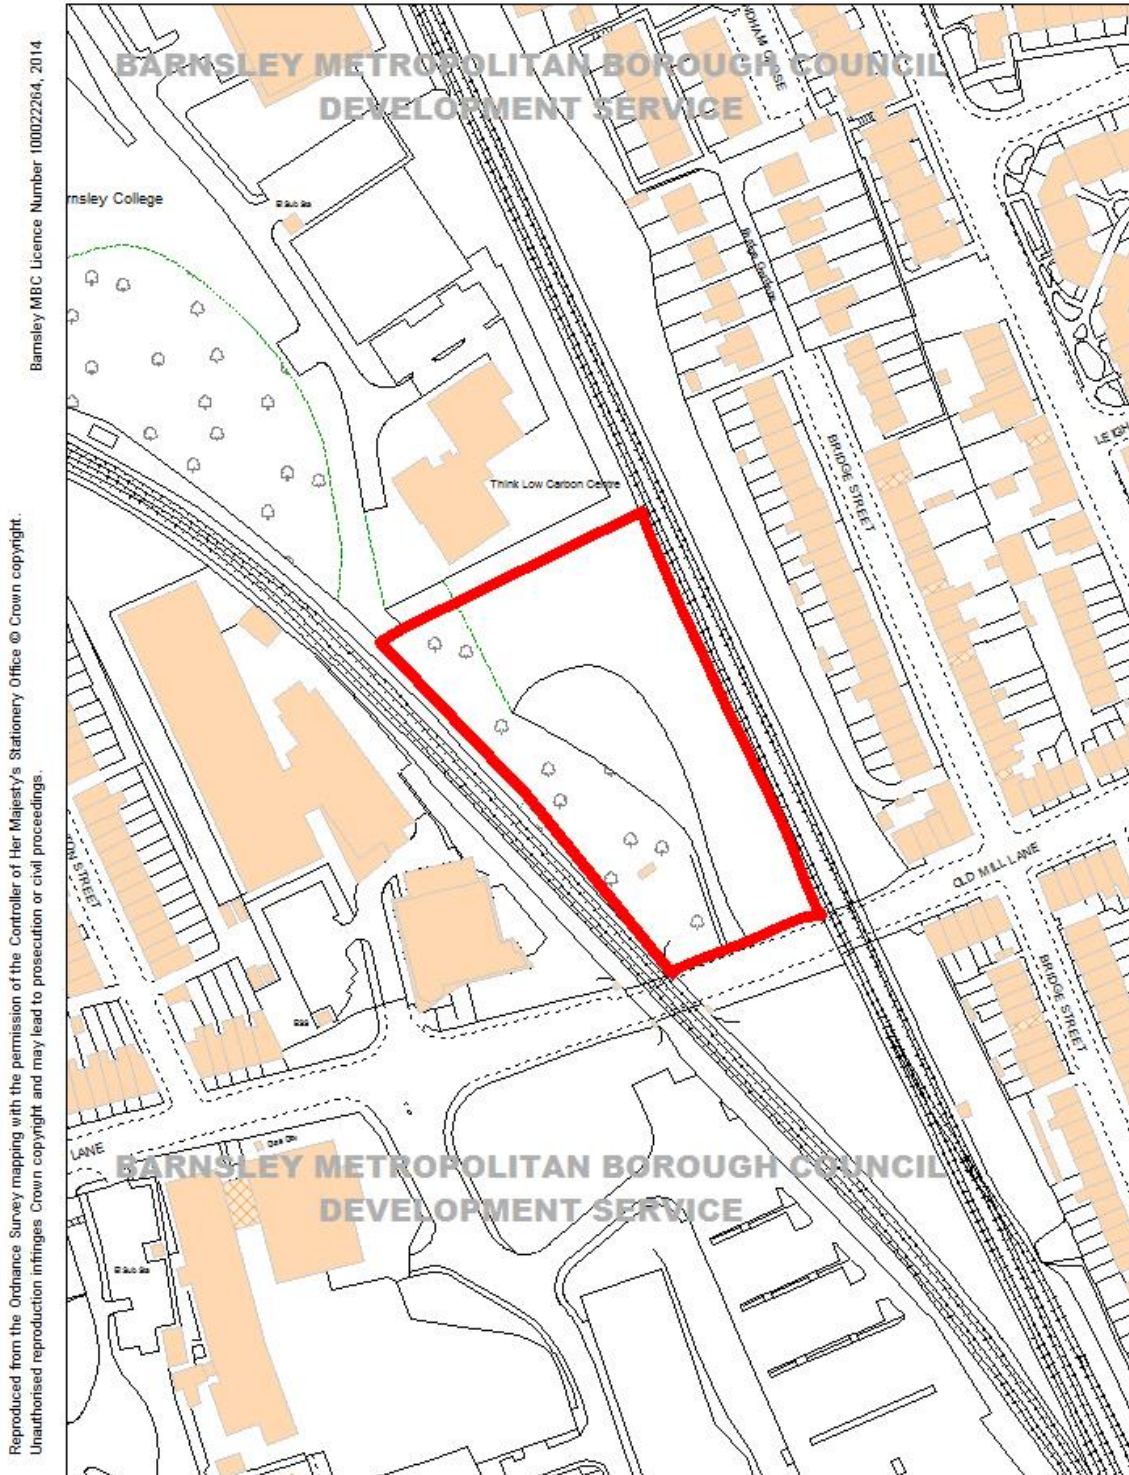 Barnsley MBC Licence Number 100022264, 2014
Reproduced from the Ordnance Survey mapping with the permission of the Controller of Her Majesty's Stationery Office © Crown copyright.
Unauthorised reproduction infringes Crown copyright and may lead to prosecution or civil proceedings.
BARNSLEY METROPOLITAN BOROUGH COUNCIL
DEVELOPMENT SERVICE
rnsley College
El Sub Sta
Think Low Carbon Centre
BRIDGE STREET
LEIGH
OLD MILL LANE
BRIDGE STREET
ESS
LANE
BARNSLEY METROPOLITAN BOROUGH COUNCIL
DEVELOPMENT SERVICE
El Sub Sta